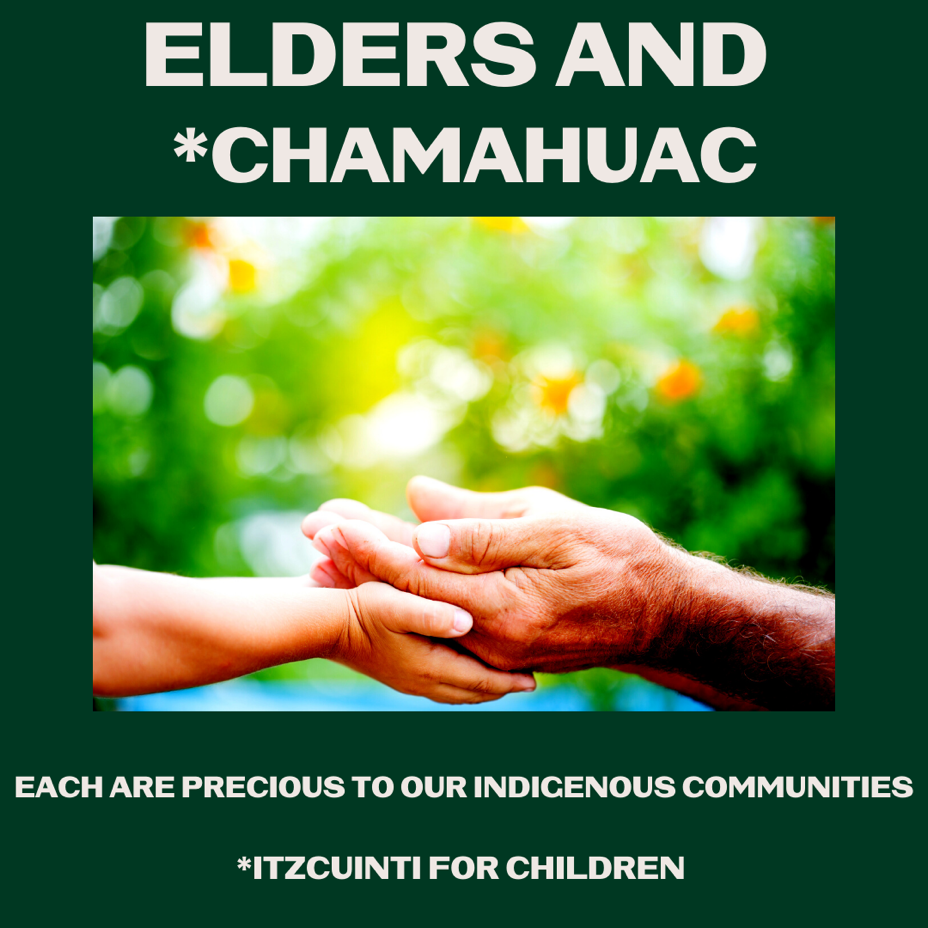 ELDERS AND
*CHAMAHUAC
EACH ARE PRECIOUS TO OUR INDIGENOUS COMMUNITIES
*ITZCUINTI FOR CHILDREN